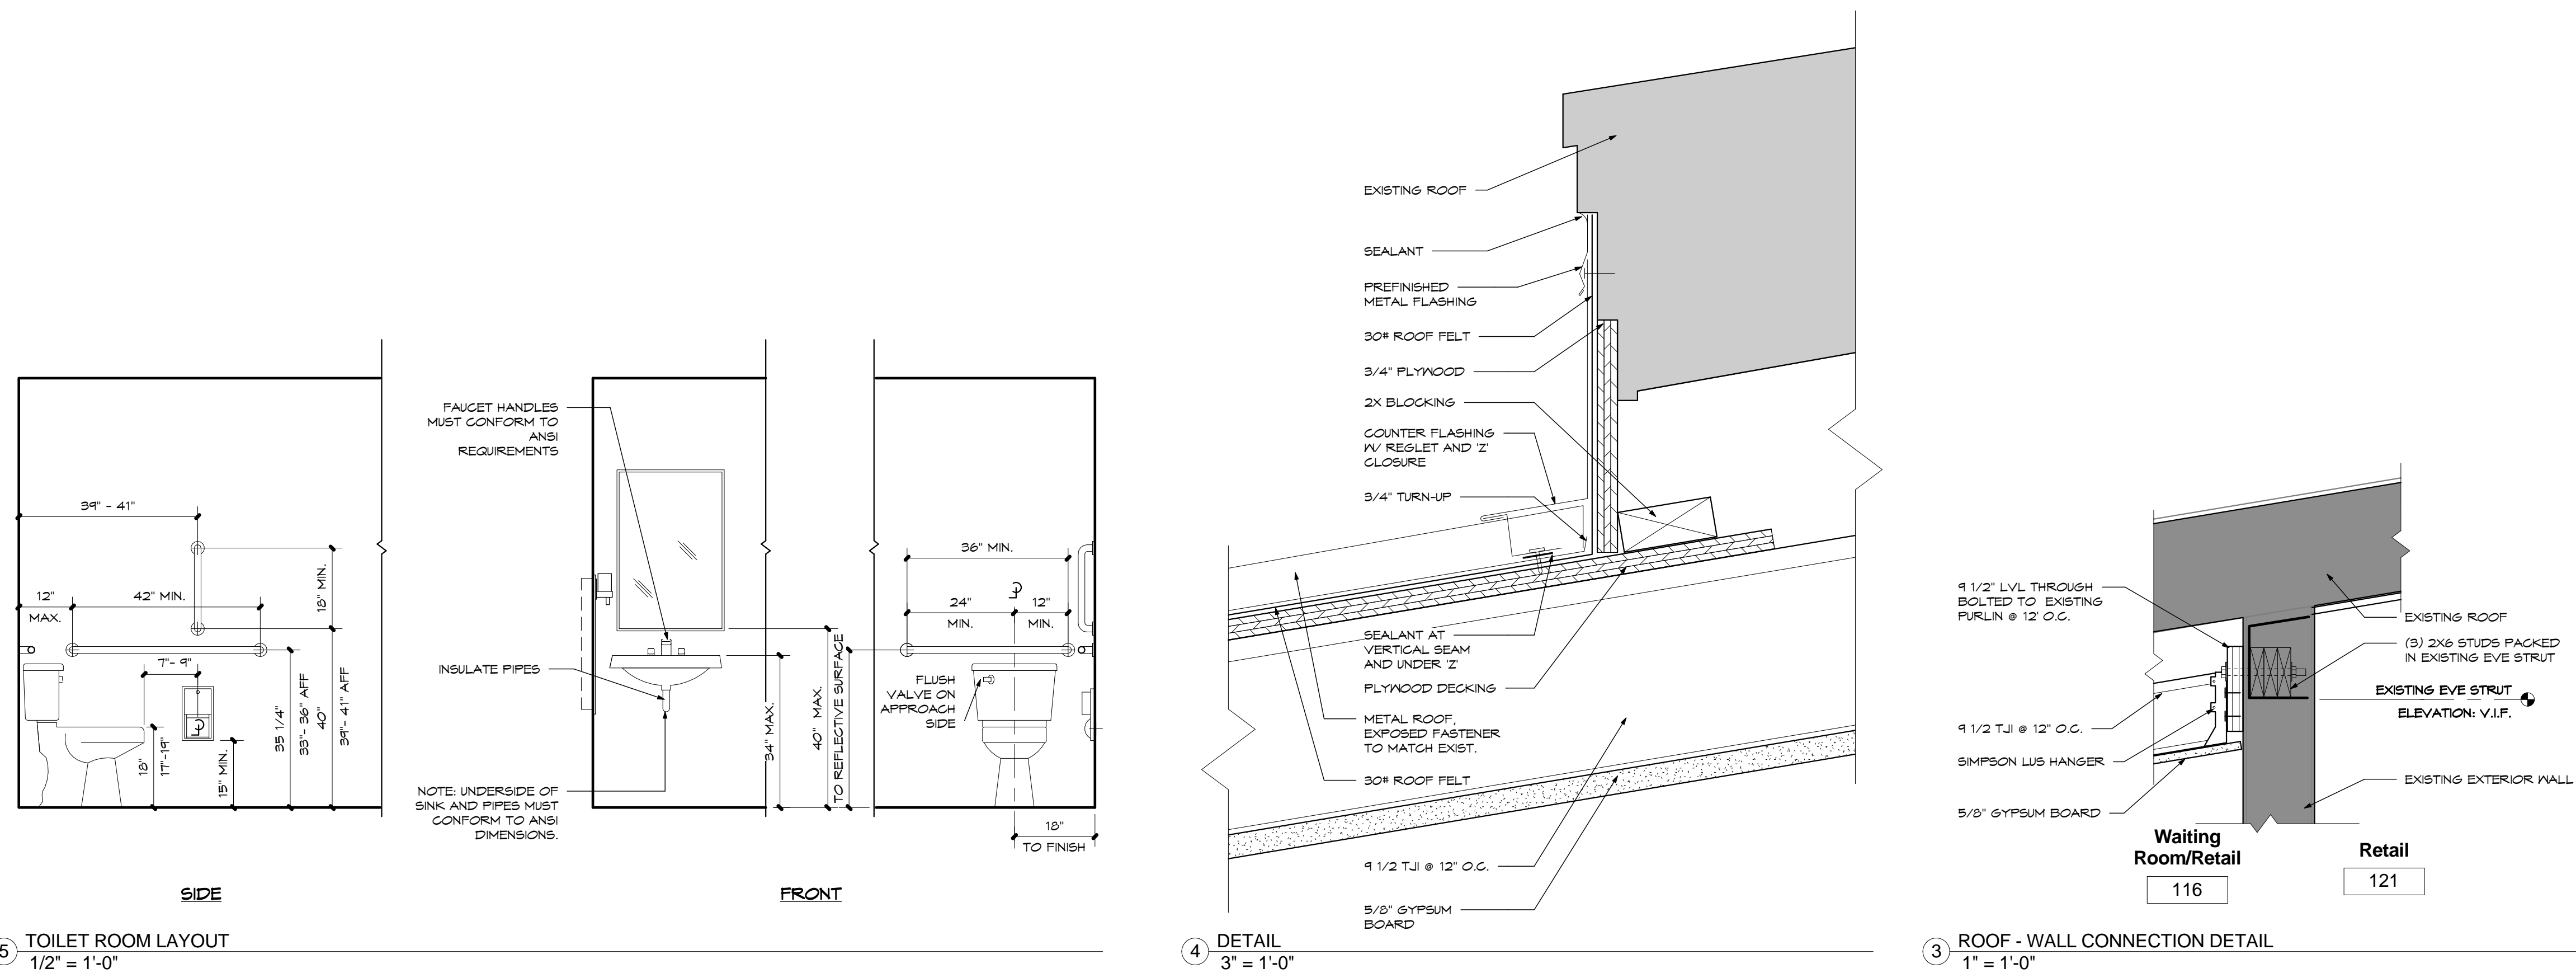 39" - 41"
12"
MAX.
42" MIN.
18" MIN.
7"- 9"
18"
17"-19"
15" MIN.
35 1/4"
33"- 36" AFF
40"
39"- 41" AFF
SIDE
FAUCET HANDLES
MUST CONFORM TO
ANSI
REQUIREMENTS
INSULATE PIPES
NOTE: UNDERSIDE OF
SINK AND PIPES MUST
CONFORM TO ANSI
DIMENSIONS.
34" MAX.
40" MAX.
TO REFLECTIVE SURFACE
36" MIN.
24"
MIN.
12"
MIN.
FLUSH
VALVE ON
APPROACH
SIDE
18"
TO FINISH
FRONT
5
TOILET ROOM LAYOUT
1/2" = 1'-0"
EXISTING ROOF
SEALANT
PREFINISHED
METAL FLASHING
30# ROOF FELT
3/4" PLYWOOD
2X BLOCKING
COUNTER FLASHING
W/ REGLET AND 'Z'
CLOSURE
3/4" TURN-UP
SEALANT AT
VERTICAL SEAM
AND UNDER 'Z'
PLYWOOD DECKING
METAL ROOF,
EXPOSED FASTENER
TO MATCH EXIST.
30# ROOF FELT
9 1/2 TJI @ 12" O.C.
5/8" GYPSUM
BOARD
4
DETAIL
3" = 1'-0"
9 1/2" LVL THROUGH
BOLTED TO EXISTING
PURLIN @ 12' O.C.
9 1/2 TJI @ 12" O.C.
SIMPSON LUS HANGER
5/8" GYPSUM BOARD
EXISTING ROOF
(3) 2X6 STUDS PACKED
IN EXISTING EVE STRUT
EXISTING EVE STRUT
ELEVATION: V.I.F.
EXISTING EXTERIOR WALL
Waiting
Room/Retail
116
Retail
121
3
ROOF - WALL CONNECTION DETAIL
1" = 1'-0"